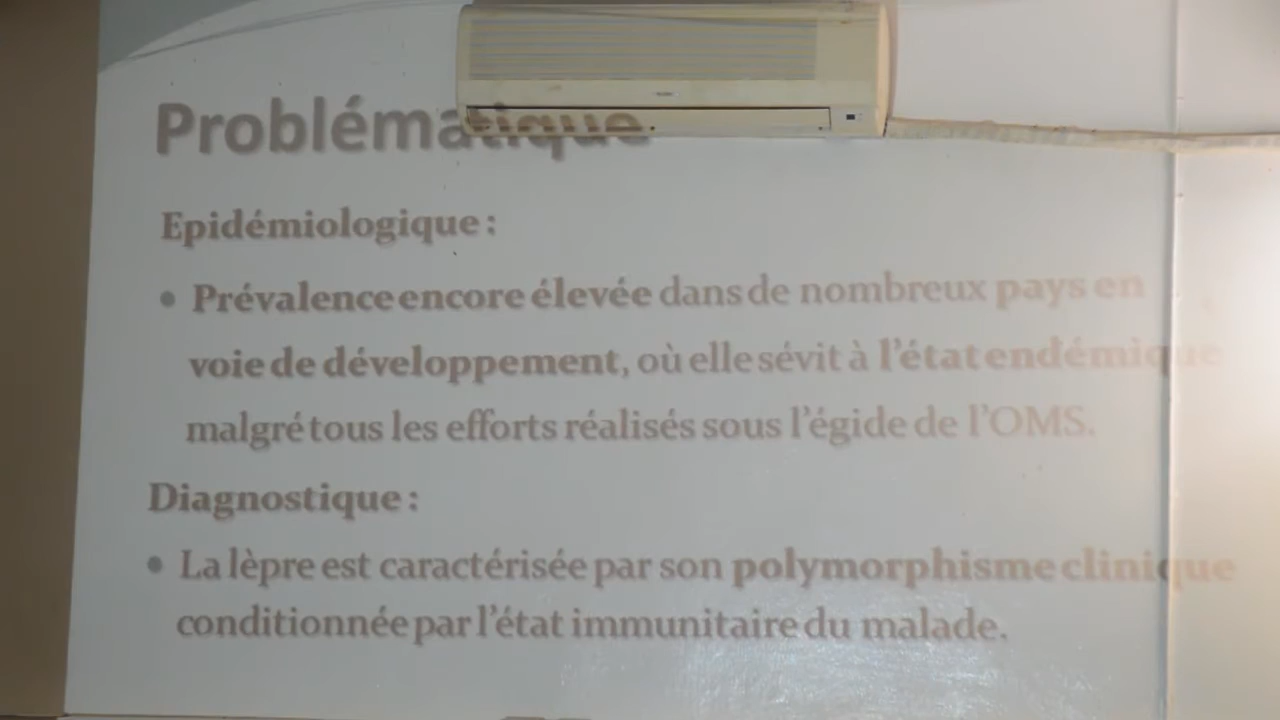 Problématique
Epidémiologique :
• Prévalence encore élevée dans de nombreux pays en
voie de développement, où elle sévit à l'état endémique
malgré tous les efforts réalisés sous l'égide de l'OMS.
Diagnostique :
• La lèpre est caractérisée par son polymorphisme clinique
conditionnée par l'état immunitaire du malade.